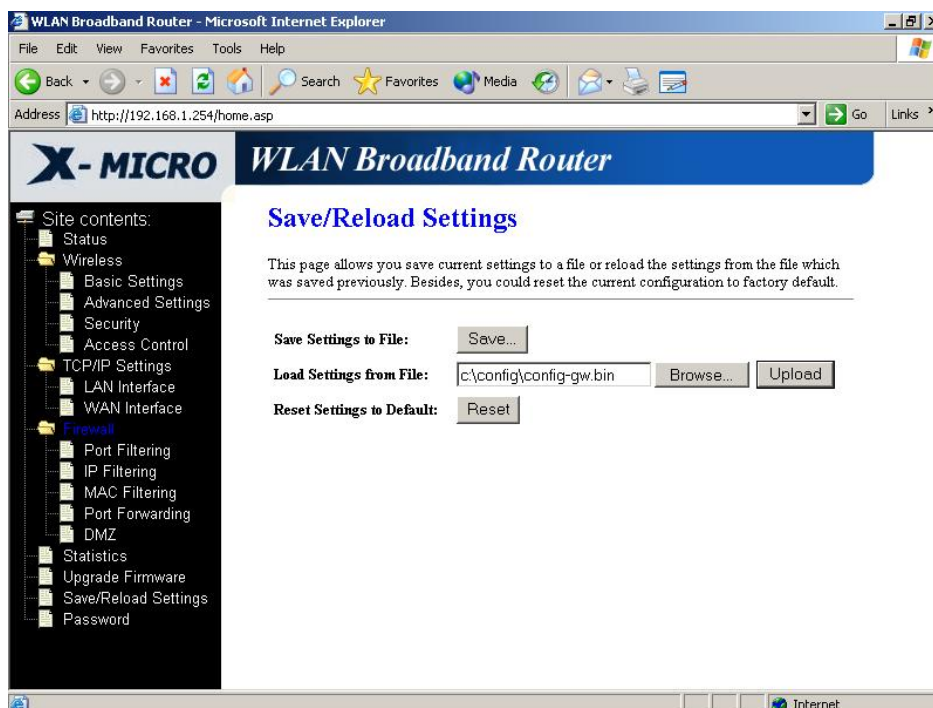 WLAN Broadband Router - Microsoft Internet Explorer
File Edit View Favorites Tools Help
Back Search Favorites Media
Address http://192.168.1.254/home.asp Go Links
X-MICRO
WLAN Broadband Router
Site contents:
Status
Wireless
Basic Settings
Advanced Settings
Security
Access Control
TCP/IP Settings
LAN Interface
WAN Interface
Firewall
Port Filtering
IP Filtering
MAC Filtering
Port Forwarding
DMZ
Statistics
Upgrade Firmware
Save/Reload Settings
Password
Save/Reload Settings
This page allows you save current settings to a file or reload the settings from the file which
was saved previously. Besides, you could reset the current configuration to factory default.
Save Settings to File: Save...
Load Settings from File: c:\config\config-gw.bin Browse... Upload
Reset Settings to Default: Reset
Internet